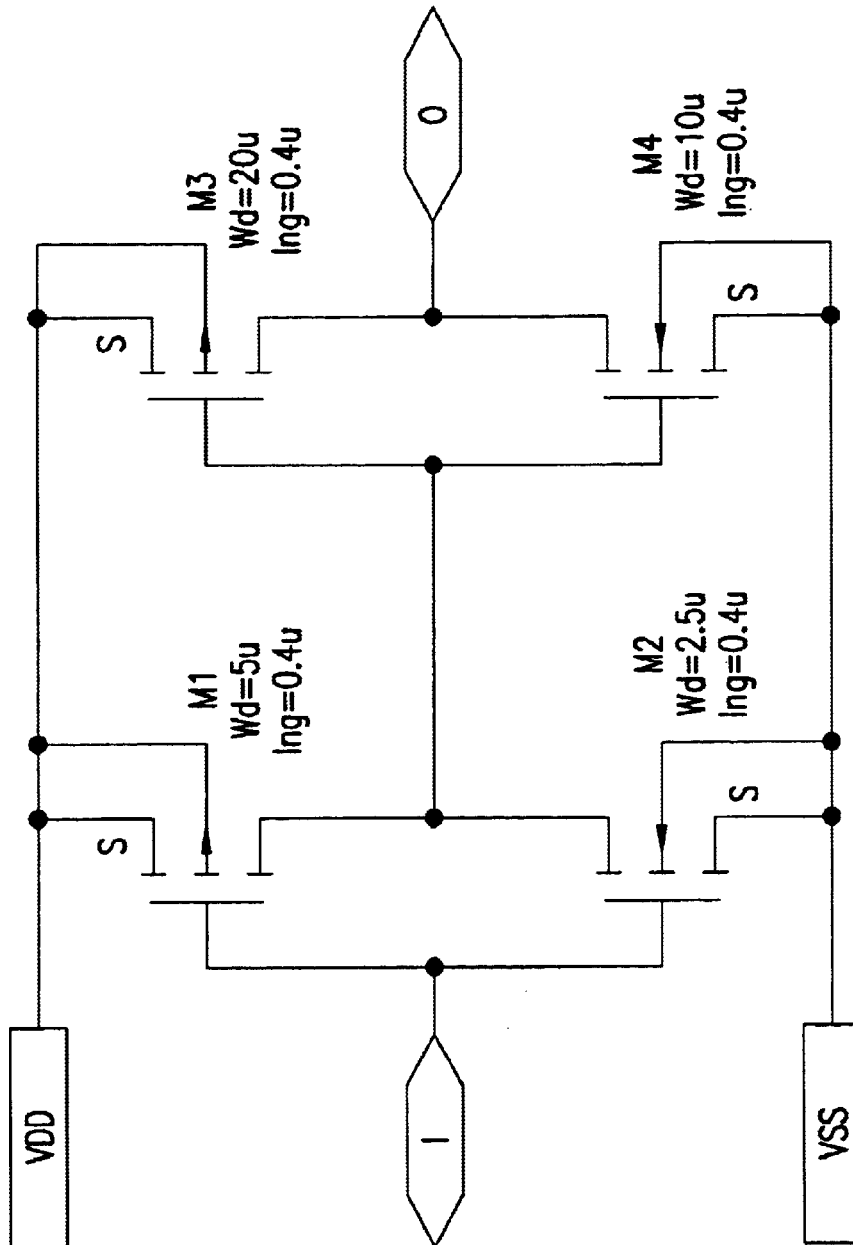 VDD
S
M1
Wd=5u
lng=0.4u
S
M3
Wd=20u
lng=0.4u
I
O
M2
Wd=2.5u
lng=0.4u
S
M4
Wd=10u
lng=0.4u
S
VSS